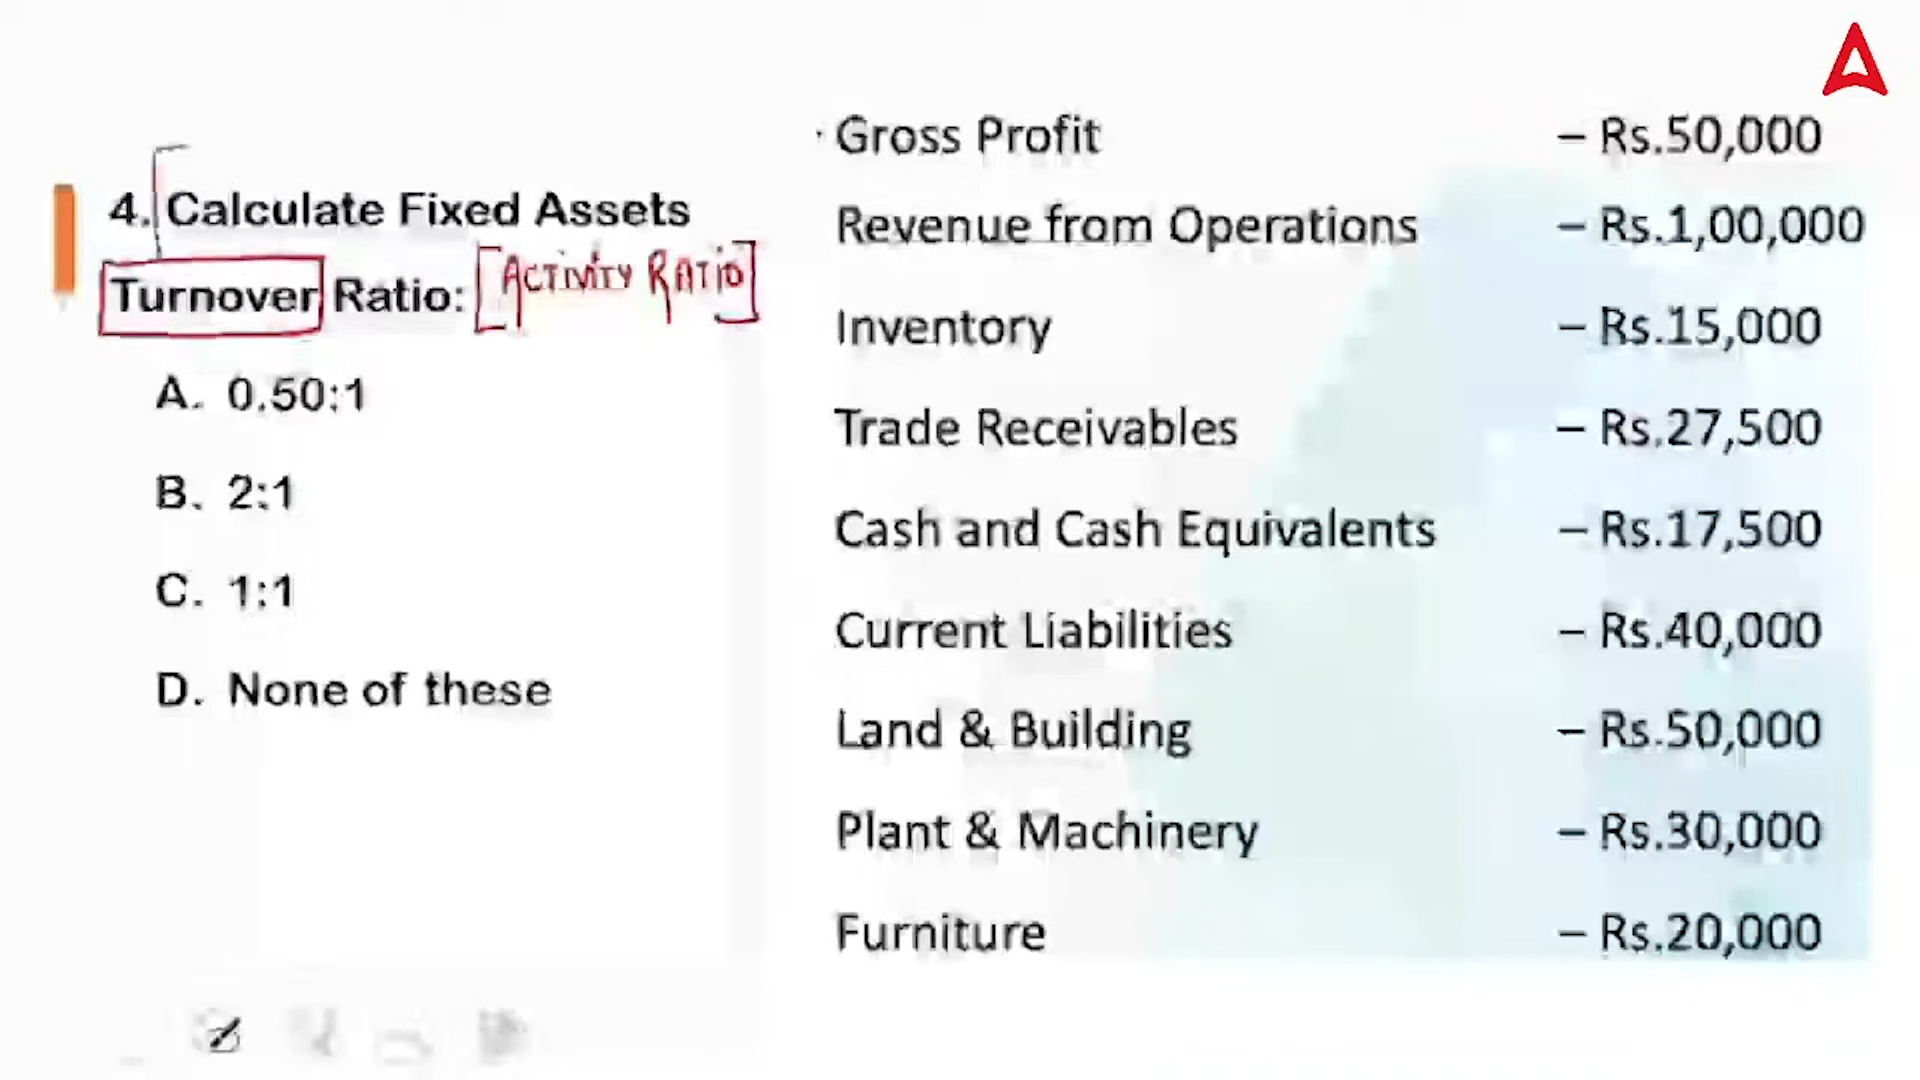 4. Calculate Fixed Assets
Turnover Ratio: [ACTIVITY RATIO]
A. 0.50:1
B. 2:1
C. 1:1
D. None of these
Gross Profit – Rs.50,000
Revenue from Operations – Rs.1,00,000
Inventory – Rs.15,000
Trade Receivables – Rs.27,500
Cash and Cash Equivalents – Rs.17,500
Current Liabilities – Rs.40,000
Land & Building – Rs.50,000
Plant & Machinery – Rs.30,000
Furniture – Rs.20,000